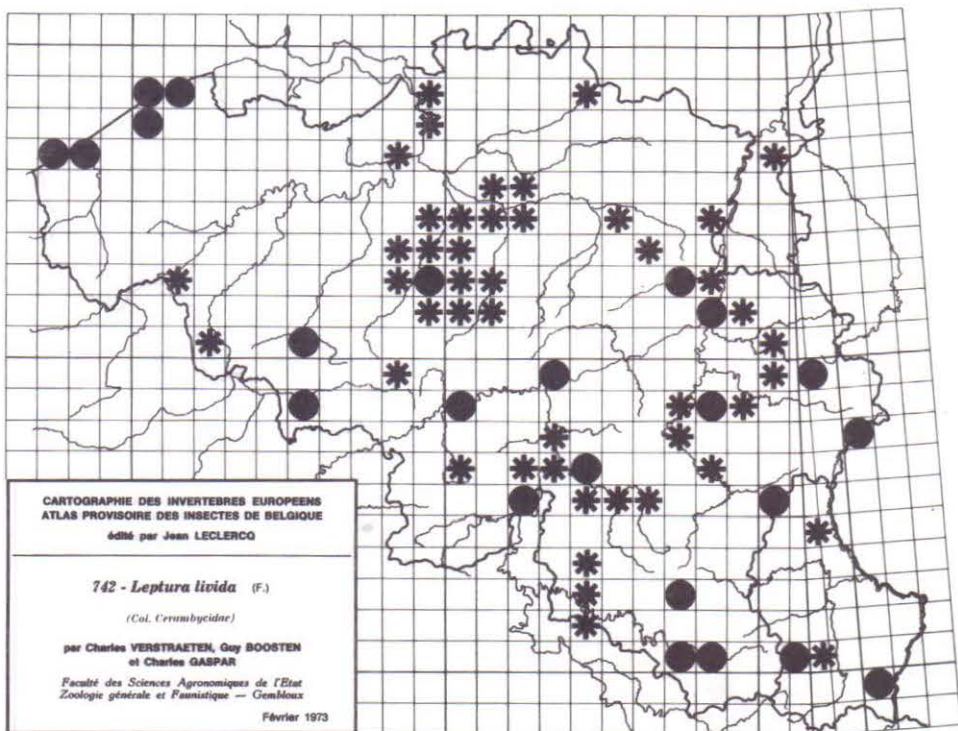 CARTOGRAPHIE DES INVERTEBRES EUROPEENS
ATLAS PROVISOIRE DES INSECTES DE BELGIQUE
édité par Jean LECLERCQ
742 - Leptura livida (F.)
(Col. Cerambycidae)
par Charles VERSTRAETEN, Guy BOOSTEN
et Charles GASPAR
Faculté des Sciences Agronomiques de l'Etat
Zoologie générale et Faunistique — Gembloux
Février 1973